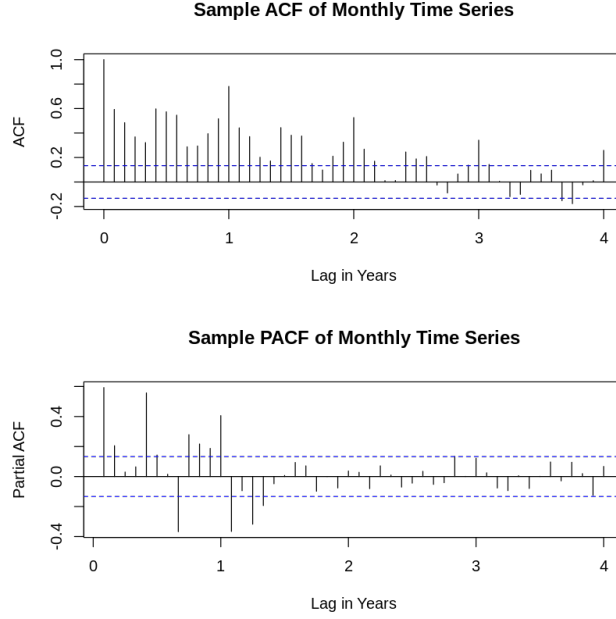 Sample ACF of Monthly Time Series
1.0
0.6
0.2
-0.2
ACF
0 1 2 3 4
Lag in Years
Sample PACF of Monthly Time Series
0.4
0.0
-0.4
Partial ACF
0 1 2 3 4
Lag in Years